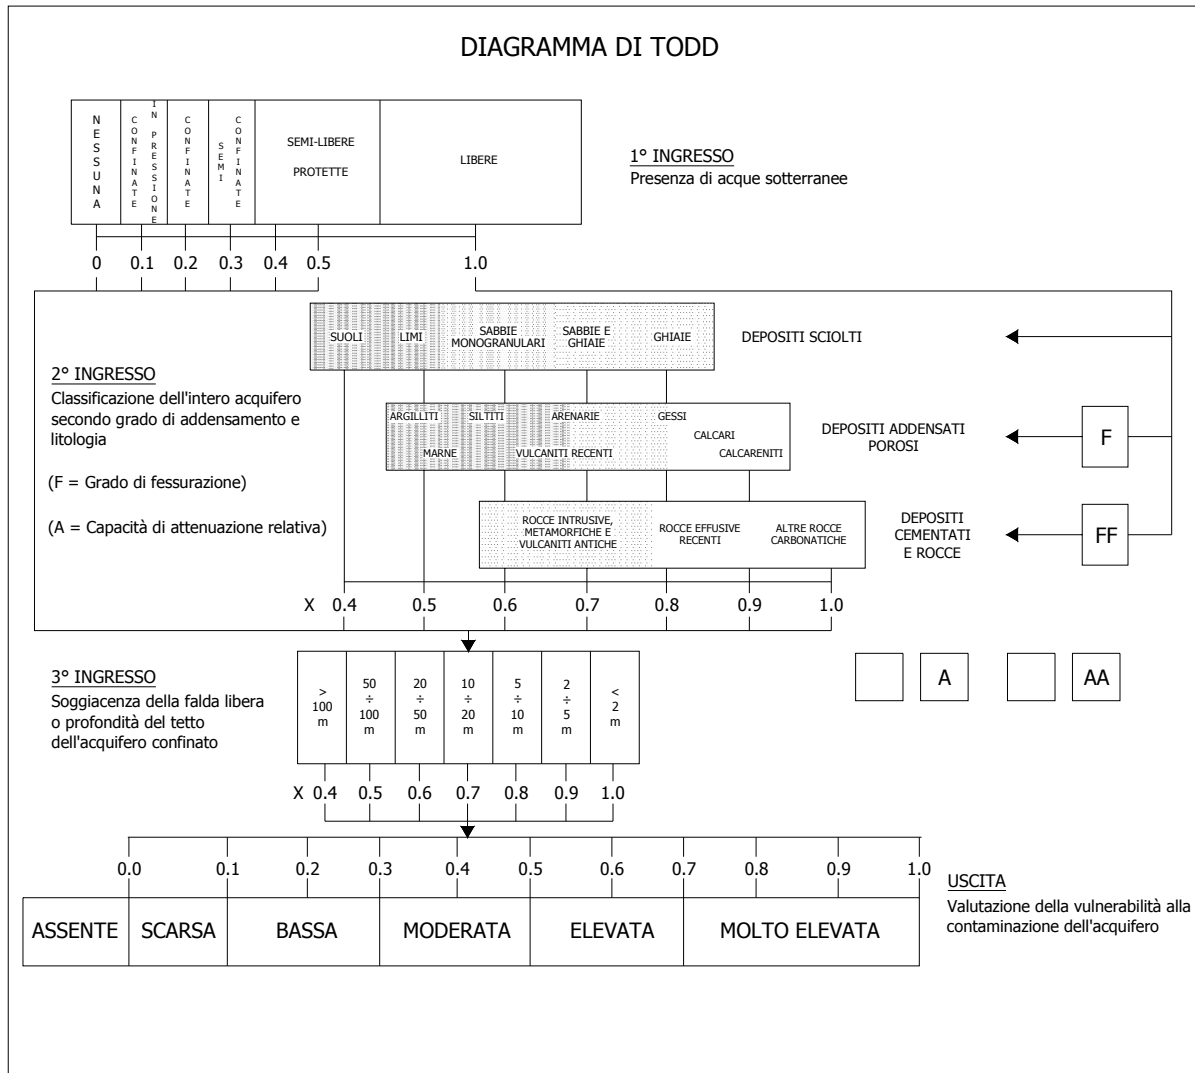 DIAGRAMMA DI TODD
NESSUNA
CONFINATE
IN PRESSIONE
CONFINATE
SEMI
CONFINATE
SEMI-LIBERE
PROTETTE
LIBERE
1° INGRESSO
Presenza di acque sotterranee
0 0.1 0.2 0.3 0.4 0.5 1.0
SUOLI LIMI SABBIE MONOGRANULARI SABBIE E GHIAIE GHIAIE
DEPOSITI SCIOLTI
2° INGRESSO
Classificazione dell'intero acquifero
secondo grado di addensamento e
litologia
(F = Grado di fessurazione)
(A = Capacità di attenuazione relativa)
ARGILLITI SILTITI ARENARIE GESSI
CALCARI
MARNE VULCANITI RECENTI CALCARENITI
DEPOSITI ADDENSATI
POROSI
F
ROCCE INTRUSIVE,
METAMORFICHE E
VULCANITI ANTICHE
ROCCE EFFUSIVE
RECENTI
ALTRE ROCCE
CARBONATICHE
DEPOSITI
CEMENTATI
E ROCCE
FF
X 0.4 0.5 0.6 0.7 0.8 0.9 1.0
3° INGRESSO
Soggiacenza della falda libera
o profondità del tetto
dell'acquifero confinato
> 100 m
50 ÷ 100 m
20 ÷ 50 m
10 ÷ 20 m
5 ÷ 10 m
2 ÷ 5 m
< 2 m
A AA
X 0.4 0.5 0.6 0.7 0.8 0.9 1.0
0.0 0.1 0.2 0.3 0.4 0.5 0.6 0.7 0.8 0.9 1.0
ASSENTE SCARSA BASSA MODERATA ELEVATA MOLTO ELEVATA
USCITA
Valutazione della vulnerabilità alla
contaminazione dell'acquifero